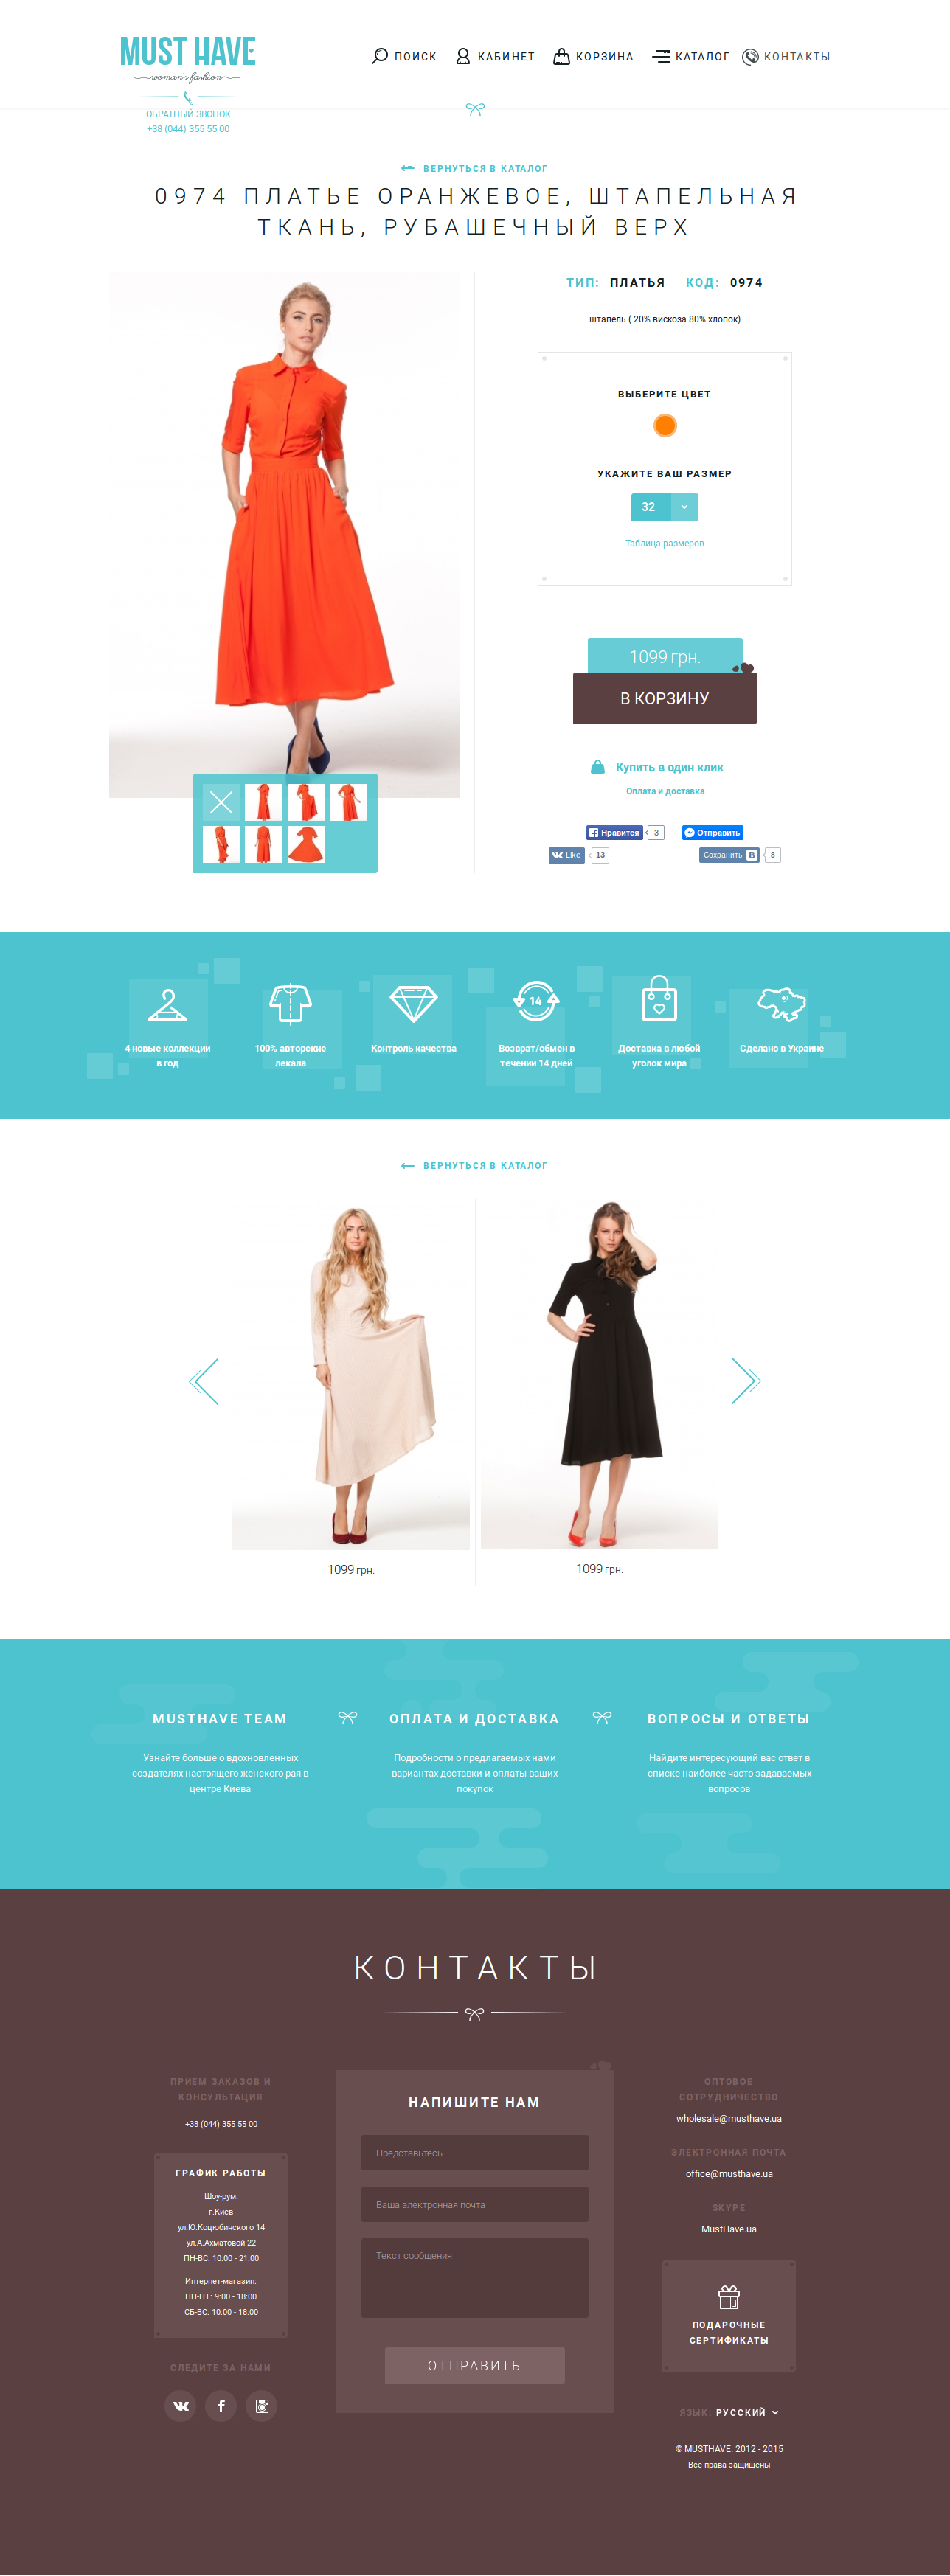 MUST HAVE
woman's fashion
ОБРАТНЫЙ ЗВОНОК
+38 (044) 355 55 00
ПОИСК
КАБИНЕТ
КОРЗИНА
КАТАЛОГ
КОНТАКТЫ
ВЕРНУТЬСЯ В КАТАЛОГ
0974 ПЛАТЬЕ ОРАНЖЕВОЕ, ШТАПЕЛЬНАЯ
ТКАНЬ, РУБАШЕЧНЫЙ ВЕРХ
ТИП: ПЛАТЬЯ КОД: 0974
штапель ( 20% вискоза 80% хлопок)
ВЫБЕРИТЕ ЦВЕТ
УКАЖИТЕ ВАШ РАЗМЕР
32
Таблица размеров
1099 грн.
В КОРЗИНУ
Купить в один клик
Оплата и доставка
Нравится 3
Отправить
Like 13
Сохранить B 8
14
4 новые коллекции
в год
100% авторские
лекала
Контроль качества
Возврат/обмен в
течении 14 дней
Доставка в любой
уголок мира
Сделано в Украине
ВЕРНУТЬСЯ В КАТАЛОГ
1099 грн.
1099 грн.
MUSTHAVE TEAM
Узнайте больше о вдохновленных
создателях настоящего женского рая в
центре Киева
ОПЛАТА И ДОСТАВКА
Подробности о предлагаемых нами
вариантах доставки и оплаты ваших
покупок
ВОПРОСЫ И ОТВЕТЫ
Найдите интересующий вас ответ в
списке наиболее часто задаваемых
вопросов
КОНТАКТЫ
ПРИЕМ ЗАКАЗОВ И
КОНСУЛЬТАЦИЯ
+38 (044) 355 55 00
ГРАФИК РАБОТЫ
Шоу-рум:
г.Киев
ул.Ю.Коцюбинского 14
ул.А.Ахматовой 22
ПН-ВС: 10:00 - 21:00
Интернет-магазин:
ПН-ПТ: 9:00 - 18:00
СБ-ВС: 10:00 - 18:00
СЛЕДИТЕ ЗА НАМИ
НАПИШИТЕ НАМ
Представьтесь
Ваша электронная почта
Текст сообщения
ОТПРАВИТЬ
ОПТОВОЕ
СОТРУДНИЧЕСТВО
wholesale@musthave.ua
ЭЛЕКТРОННАЯ ПОЧТА
office@musthave.ua
SKYPE
MustHave.ua
ПОДАРОЧНЫЕ
СЕРТИФИКАТЫ
ЯЗЫК: РУССКИЙ
© MUSTHAVE. 2012 - 2015
Все права защищены